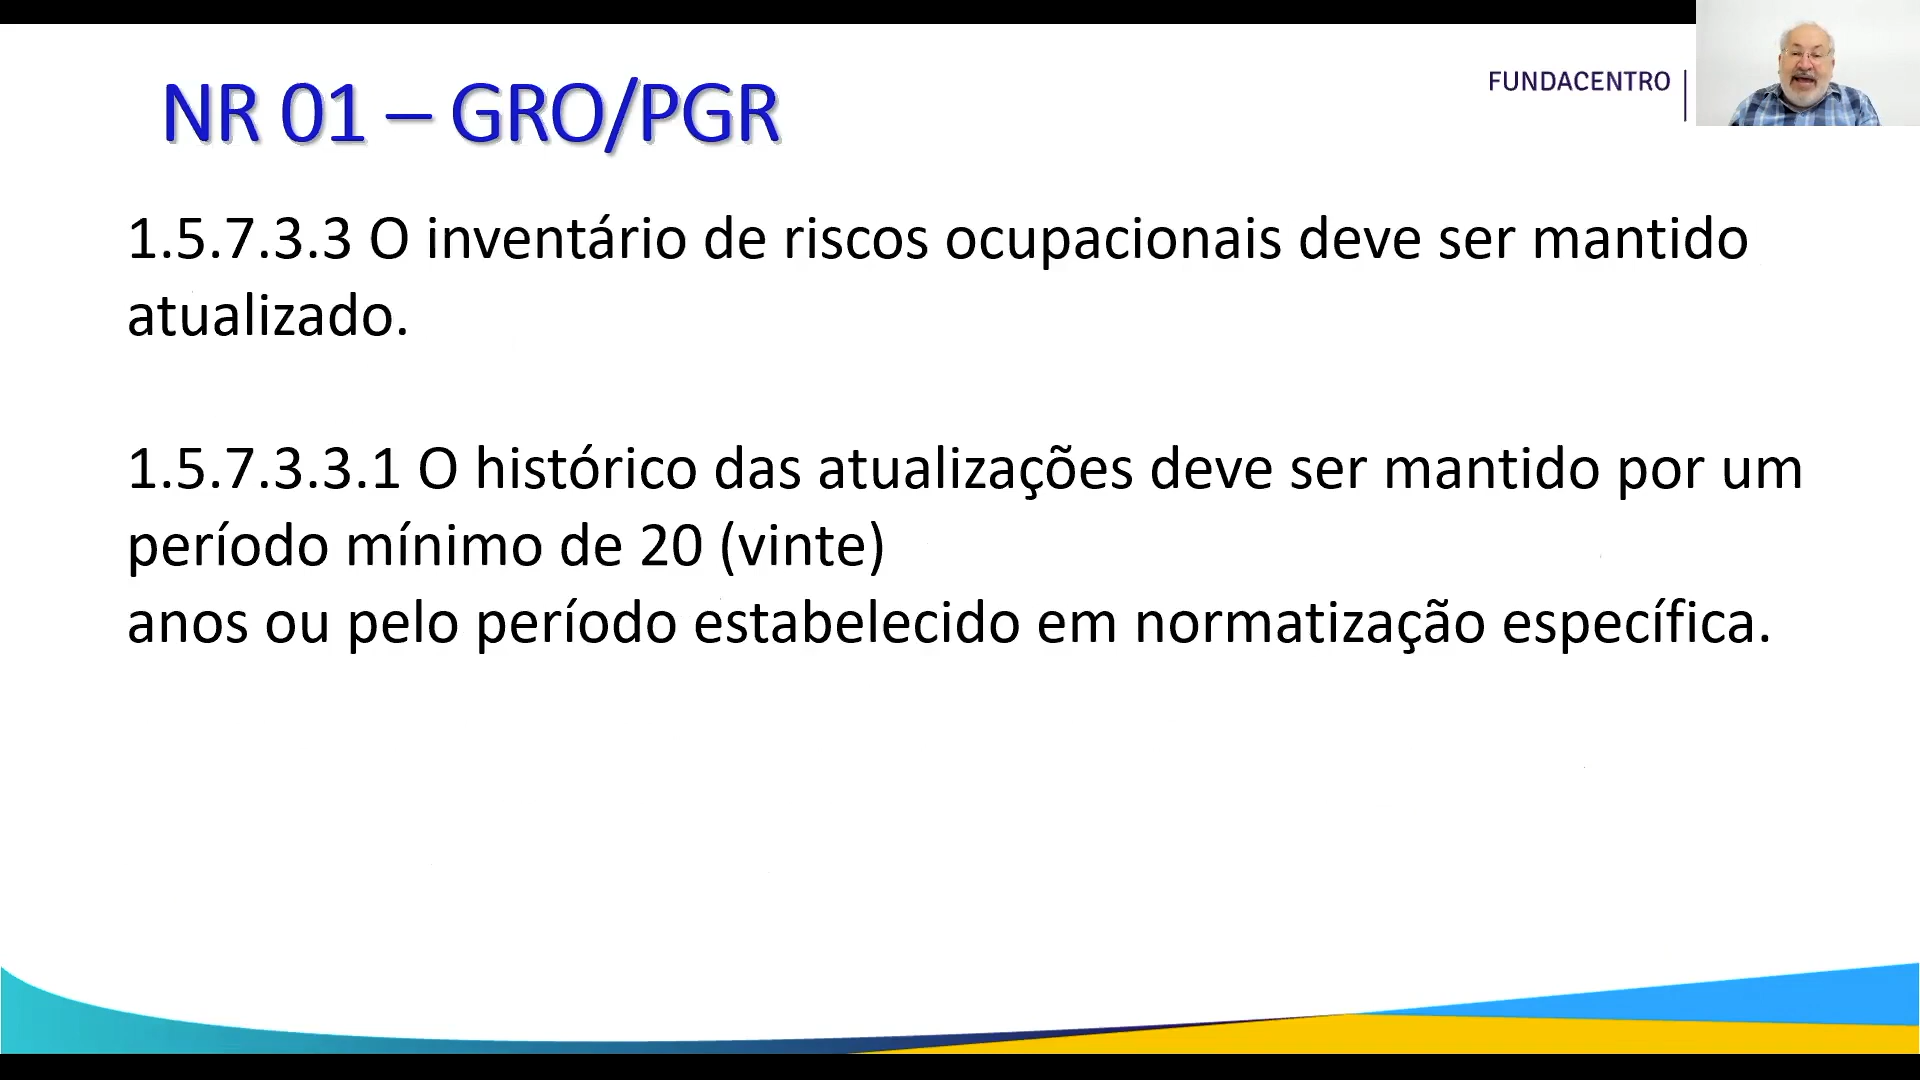 NR 01 – GRO/PGR
FUNDACENTRO
1.5.7.3.3 O inventário de riscos ocupacionais deve ser mantido
atualizado.
1.5.7.3.3.1 O histórico das atualizações deve ser mantido por um
período mínimo de 20 (vinte)
anos ou pelo período estabelecido em normatização específica.